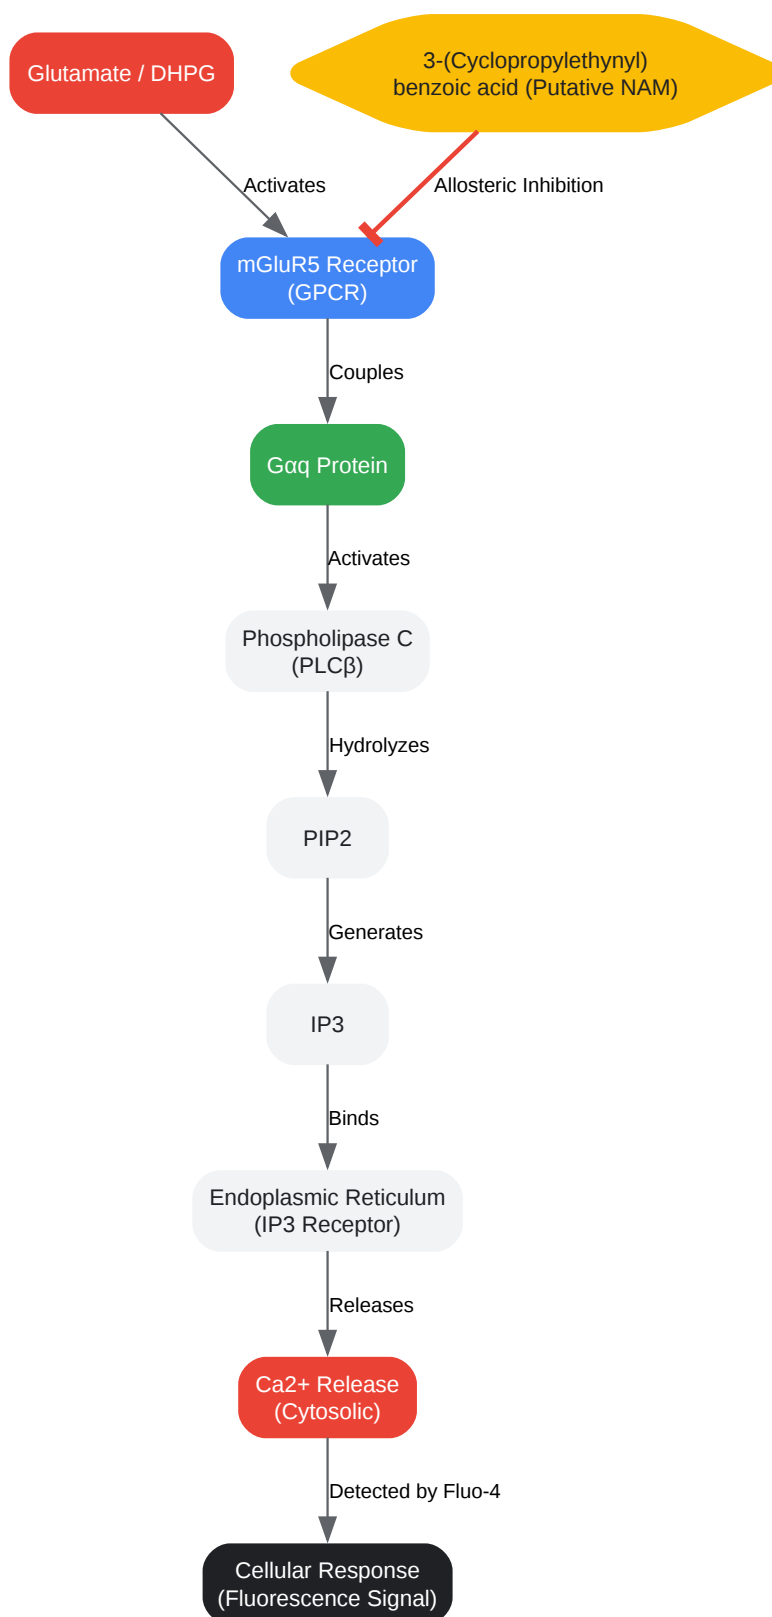 Glutamate / DHPG
3-(Cyclopropylethynyl)
benzoic acid (Putative NAM)
Activates
Allosteric Inhibition
mGluR5 Receptor
(GPCR)
Couples
Gαq Protein
Activates
Phospholipase C
(PLCβ)
Hydrolyzes
PIP2
Generates
IP3
Binds
Endoplasmic Reticulum
(IP3 Receptor)
Releases
Ca2+ Release
(Cytosolic)
Detected by Fluo-4
Cellular Response
(Fluorescence Signal)